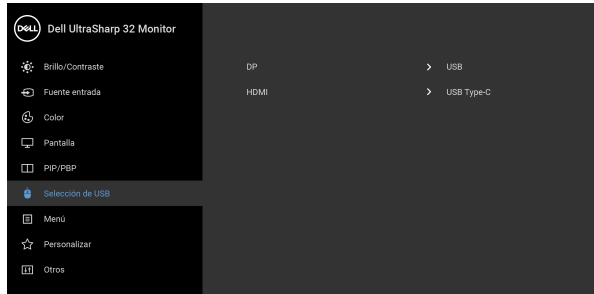 DELL Dell UltraSharp 32 Monitor
Brillo/Contraste DP USB
Fuente entrada HDMI USB Type-C
Color
Pantalla
PIP/PBP
Selección de USB
Menú
Personalizar
Otros